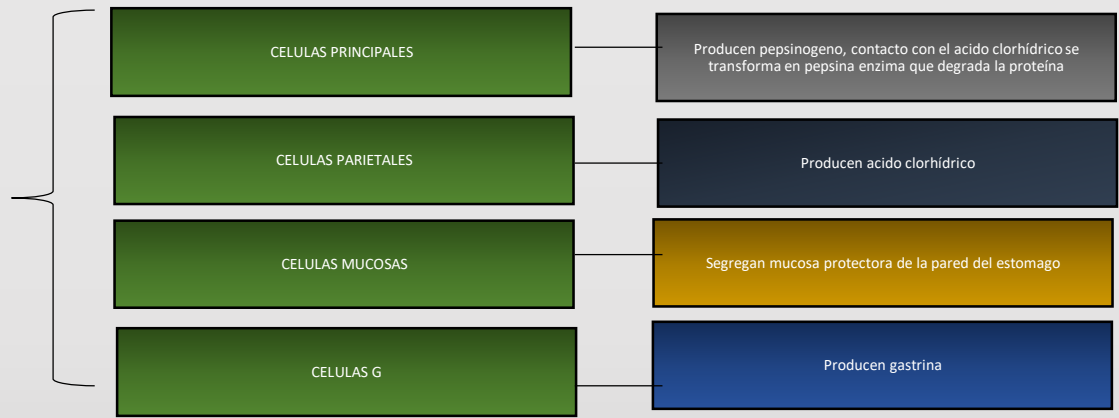 CELULAS PRINCIPALES
Producen pepsinogeno, contacto con el acido clorhídrico se
transforma en pepsina enzima que degrada la proteína
CELULAS PARIETALES
Producen acido clorhídrico
CELULAS MUCOSAS
Segregan mucosa protectora de la pared del estomago
CELULAS G
Producen gastrina